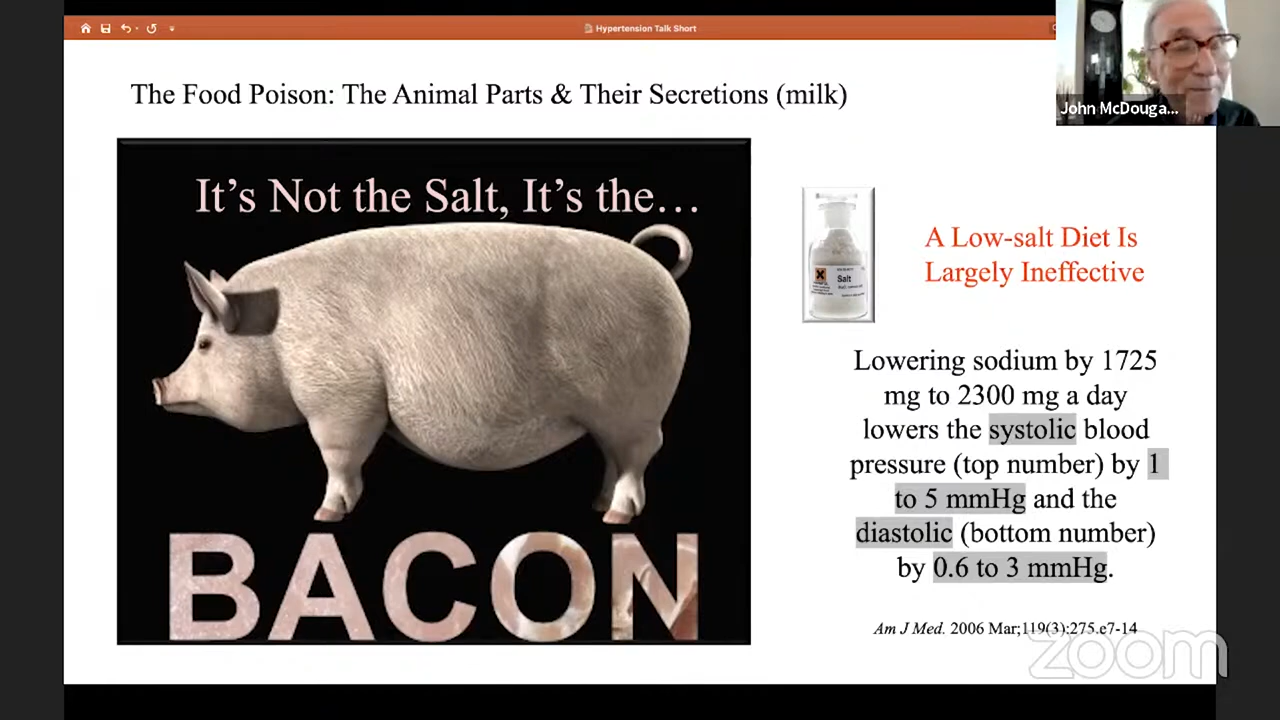 Hypertension Talk Short
John McDouga...
The Food Poison: The Animal Parts & Their Secretions (milk)
It's Not the Salt, It's the…
BACON
Salt
A Low-salt Diet Is
Largely Ineffective
Lowering sodium by 1725
mg to 2300 mg a day
lowers the systolic blood
pressure (top number) by 1
to 5 mmHg and the
diastolic (bottom number)
by 0.6 to 3 mmHg.
Am J Med. 2006 Mar;119(3):275.e7-14
zoom